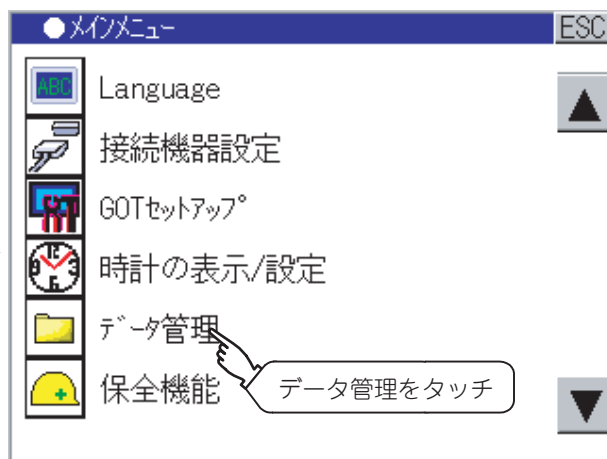 ●ﾒｲﾝﾒﾆｭｰ ESC
ABC Language
接続機器設定
GOTｾｯﾄｱｯﾌﾟ
時計の表示/設定
ﾃﾞｰﾀ管理
データ管理をタッチ
保全機能